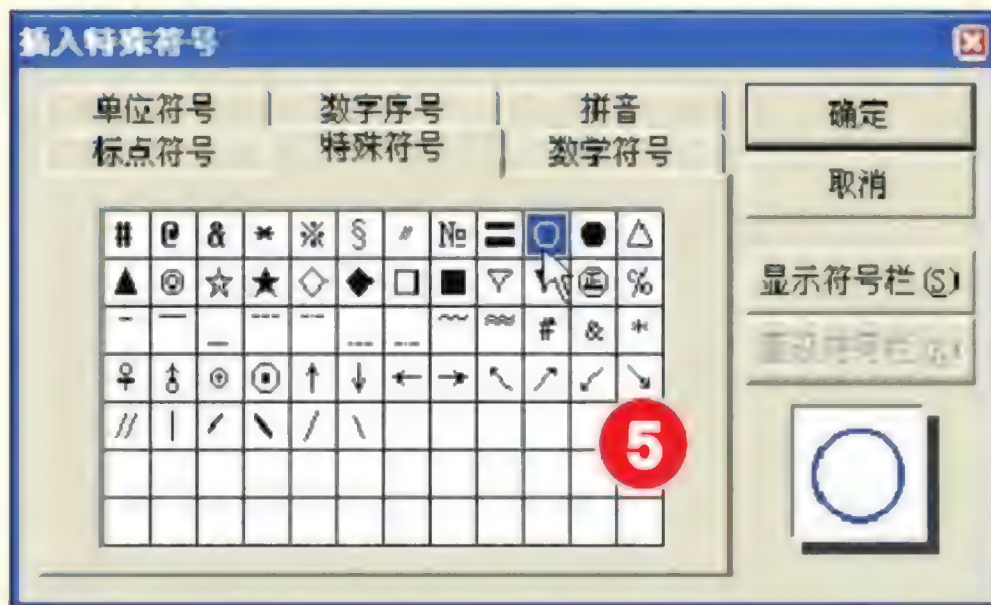 插入特殊符号
单位符号 数字序号 拼音
标点符号 特殊符号 数学符号
确定
取消
显示符号栏(S)
# @ & * ※ § 〃 № 〓 ○ ● △
▲ ◎ ☆ ★ ◇ ◆ □ ■ ▽ ㊣ ℅
# & *
♀ ♂ ⊕ ⊙ ↑ ↓ ← → ↖ ↗ ↙ ↘
5